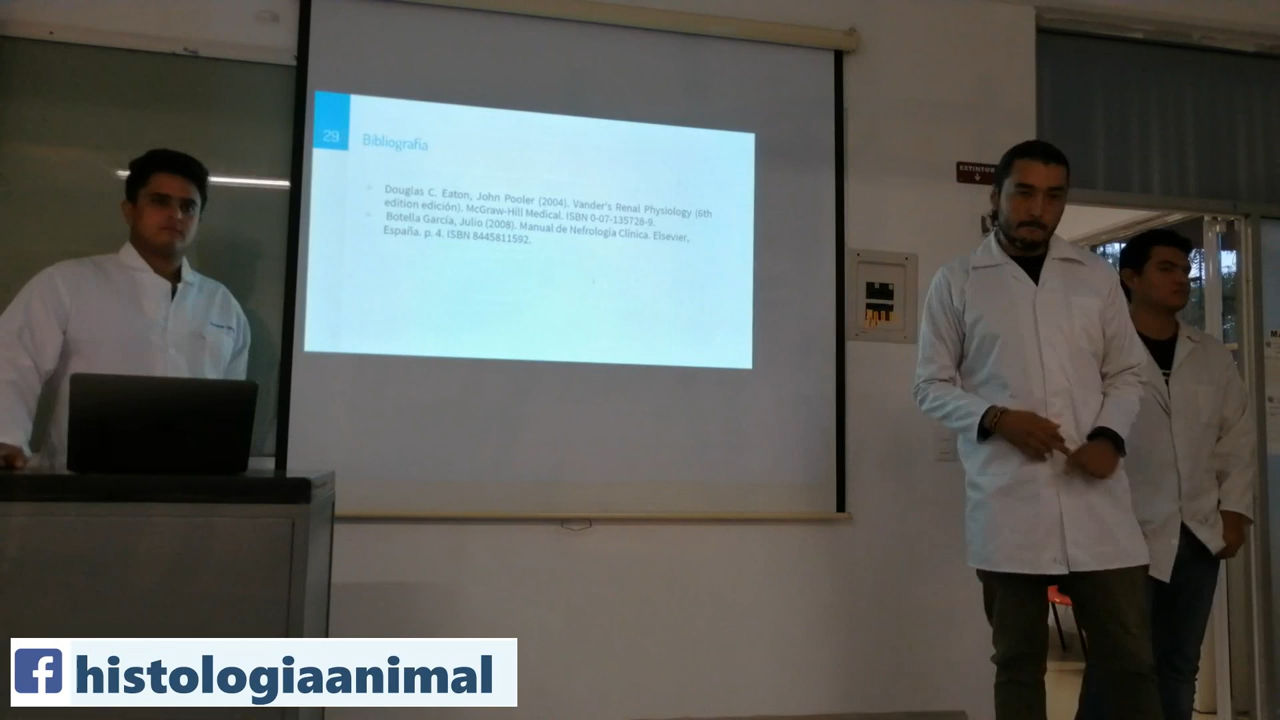 29
Bibliografía
Douglas C. Eaton, John Pooler (2004). Vander's Renal Physiology (6th
edition edición). McGraw-Hill Medical. ISBN 0-07-135728-9.
Botella García, Julio (2008). Manual de Nefrología Clínica. Elsevier,
España. p. 4. ISBN 8445811592.
EXTINTOR
f histologiaanimal